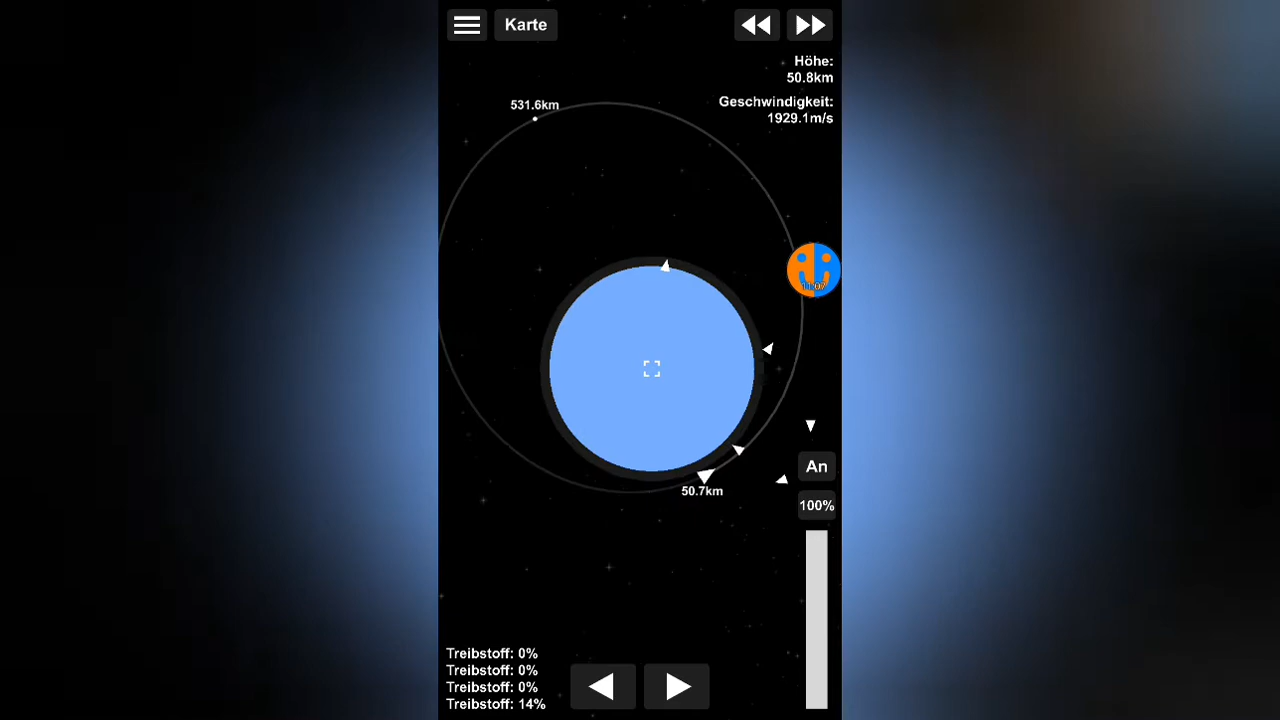 Karte
Höhe:
50.8km
Geschwindigkeit:
1929.1m/s
531.6km
50.7km
An
100%
Treibstoff: 0%
Treibstoff: 0%
Treibstoff: 0%
Treibstoff: 14%